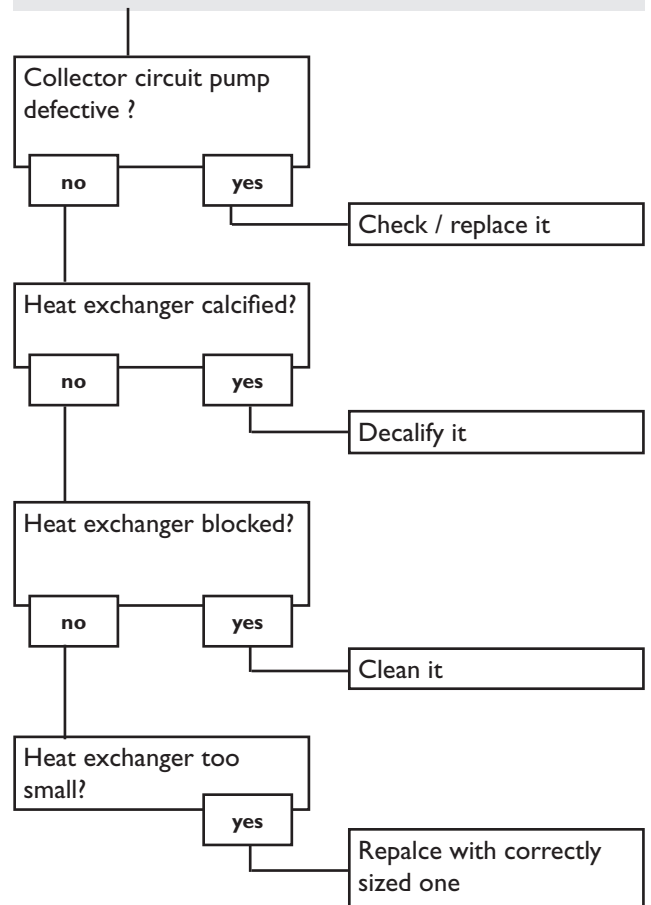 Collector circuit pump
defective ?
no
yes
Check / replace it
Heat exchanger calcified?
no
yes
Decalify it
Heat exchanger blocked?
no
yes
Clean it
Heat exchanger too
small?
yes
Repalce with correctly
sized one